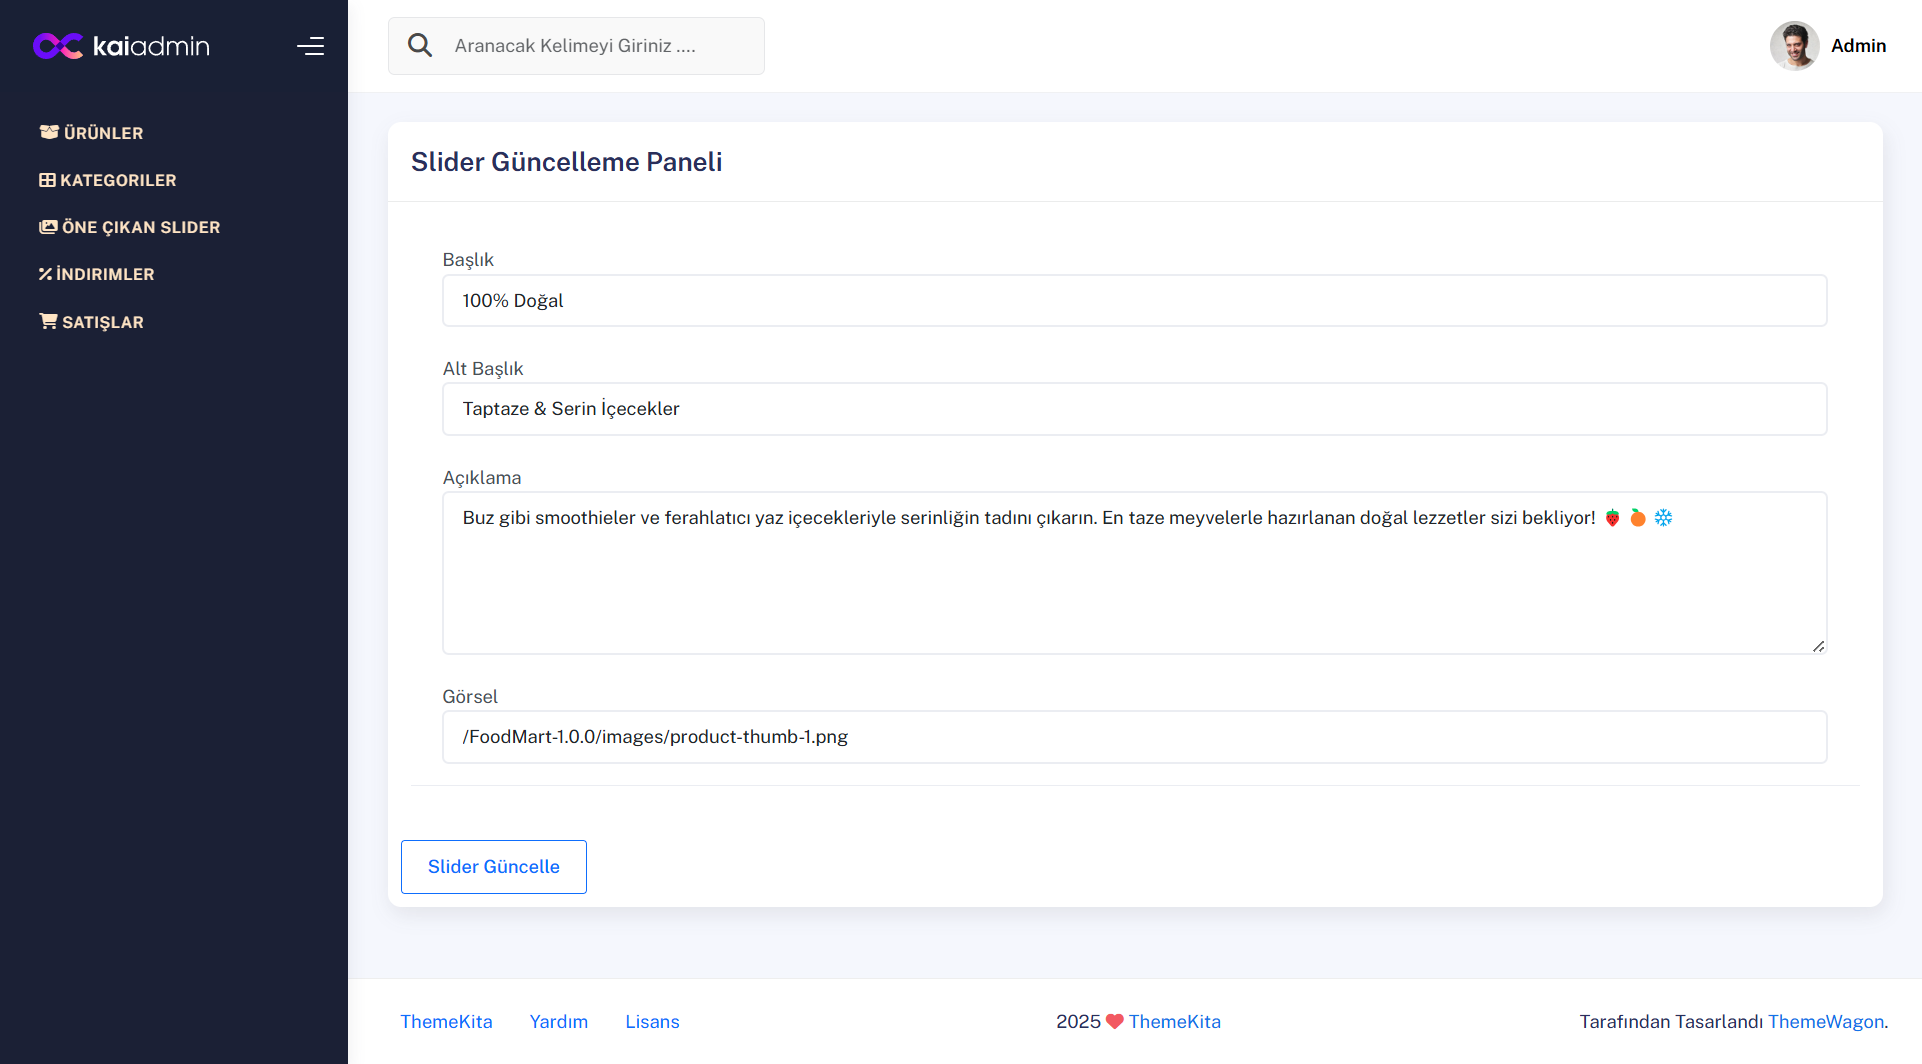 kaiadmin
Aranacak Kelimeyi Giriniz ....
Admin
ÜRÜNLER
KATEGORILER
ÖNE ÇIKAN SLIDER
İNDIRIMLER
SATIŞLAR
Slider Güncelleme Paneli
Başlık
100% Doğal
Alt Başlık
Taptaze & Serin İçecekler
Açıklama
Buz gibi smoothieler ve ferahlatıcı yaz içecekleriyle serinliğin tadını çıkarın. En taze meyvelerle hazırlanan doğal lezzetler sizi bekliyor! 🍓 🍊 ❄️
Görsel
/FoodMart-1.0.0/images/product-thumb-1.png
Slider Güncelle
ThemeKita Yardım Lisans
2025 ❤️ ThemeKita
Tarafından Tasarlandı ThemeWagon.